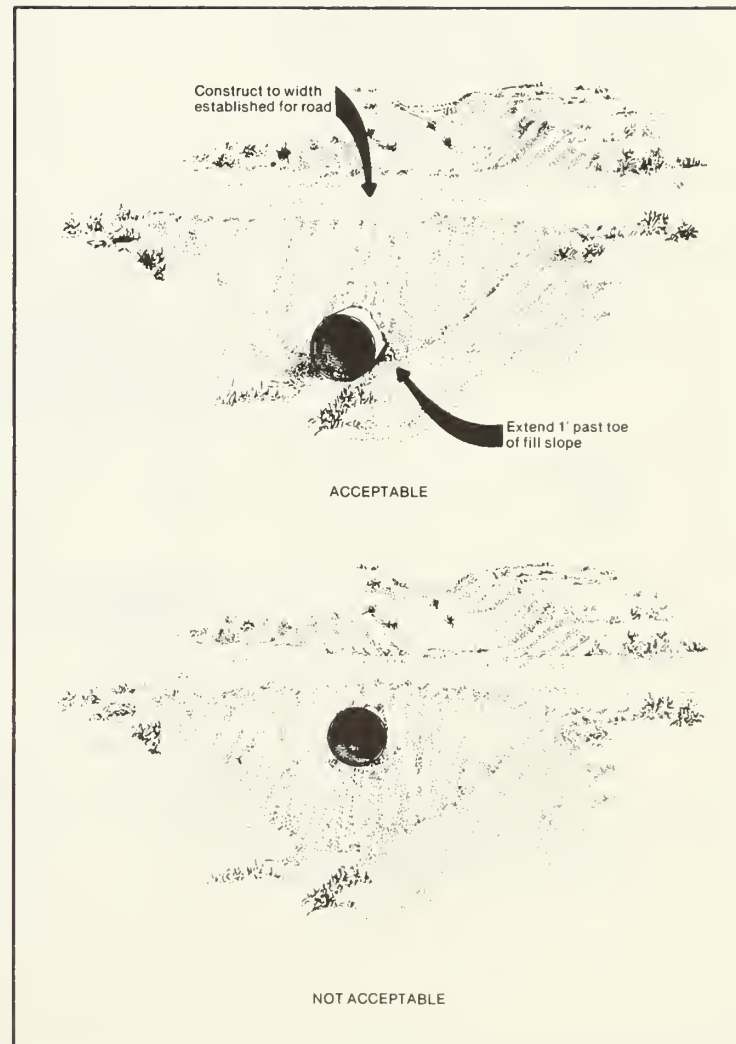 Construct to width
established for road
Extend 1' past toe
of fill slope
ACCEPTABLE
NOT ACCEPTABLE